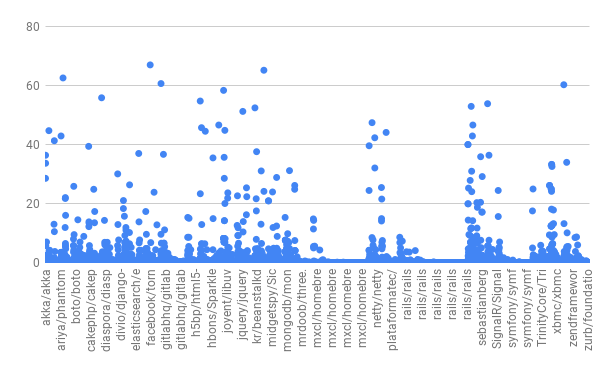 80
60
40
20
0
akka/akka
ariya/phantom
boto/boto
cakephp/cakep
diaspora/diasp
divio/django-
elasticsearch/e
facebook/torn
gitlabhq/gitlab
gitlabhq/gitlab
h5bp/html5-
hbons/Sparkle
joyent/libuv
jquery/jquery
kr/beanstalkd
midgetspy/Sic
mongodb/mon
mrdoob/three.
mxcl/homebre
mxcl/homebre
mxcl/homebre
mxcl/homebre
netty/netty
plataformatec/
rails/rails
rails/rails
rails/rails
rails/rails
rails/rails
sebastianberg
SignalR/Signal
symfony/symf
symfony/symf
TrinityCore/Tri
xbmc/xbmc
zendframewor
zurb/foundatio